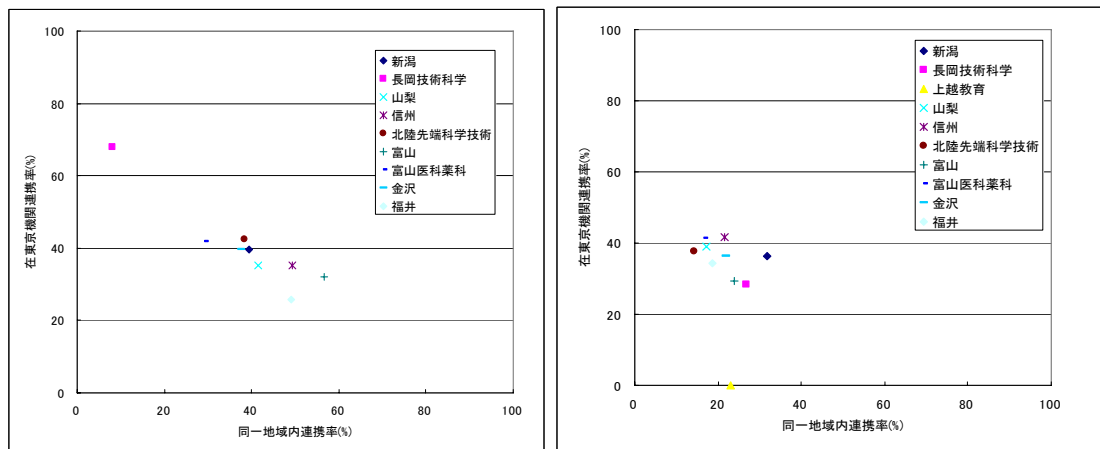 100
80
60
40
20
0
在東京機関連携率(%)
0 20 40 60 80 100
同一地域内連携率(%)
新潟
長岡技術科学
山梨
信州
北陸先端科学技術
富山
富山医科薬科
金沢
福井
100
80
60
40
20
0
在東京機関連携率(%)
0 20 40 60 80 100
同一地域内連携率(%)
新潟
長岡技術科学
上越教育
山梨
信州
北陸先端科学技術
富山
富山医科薬科
金沢
福井